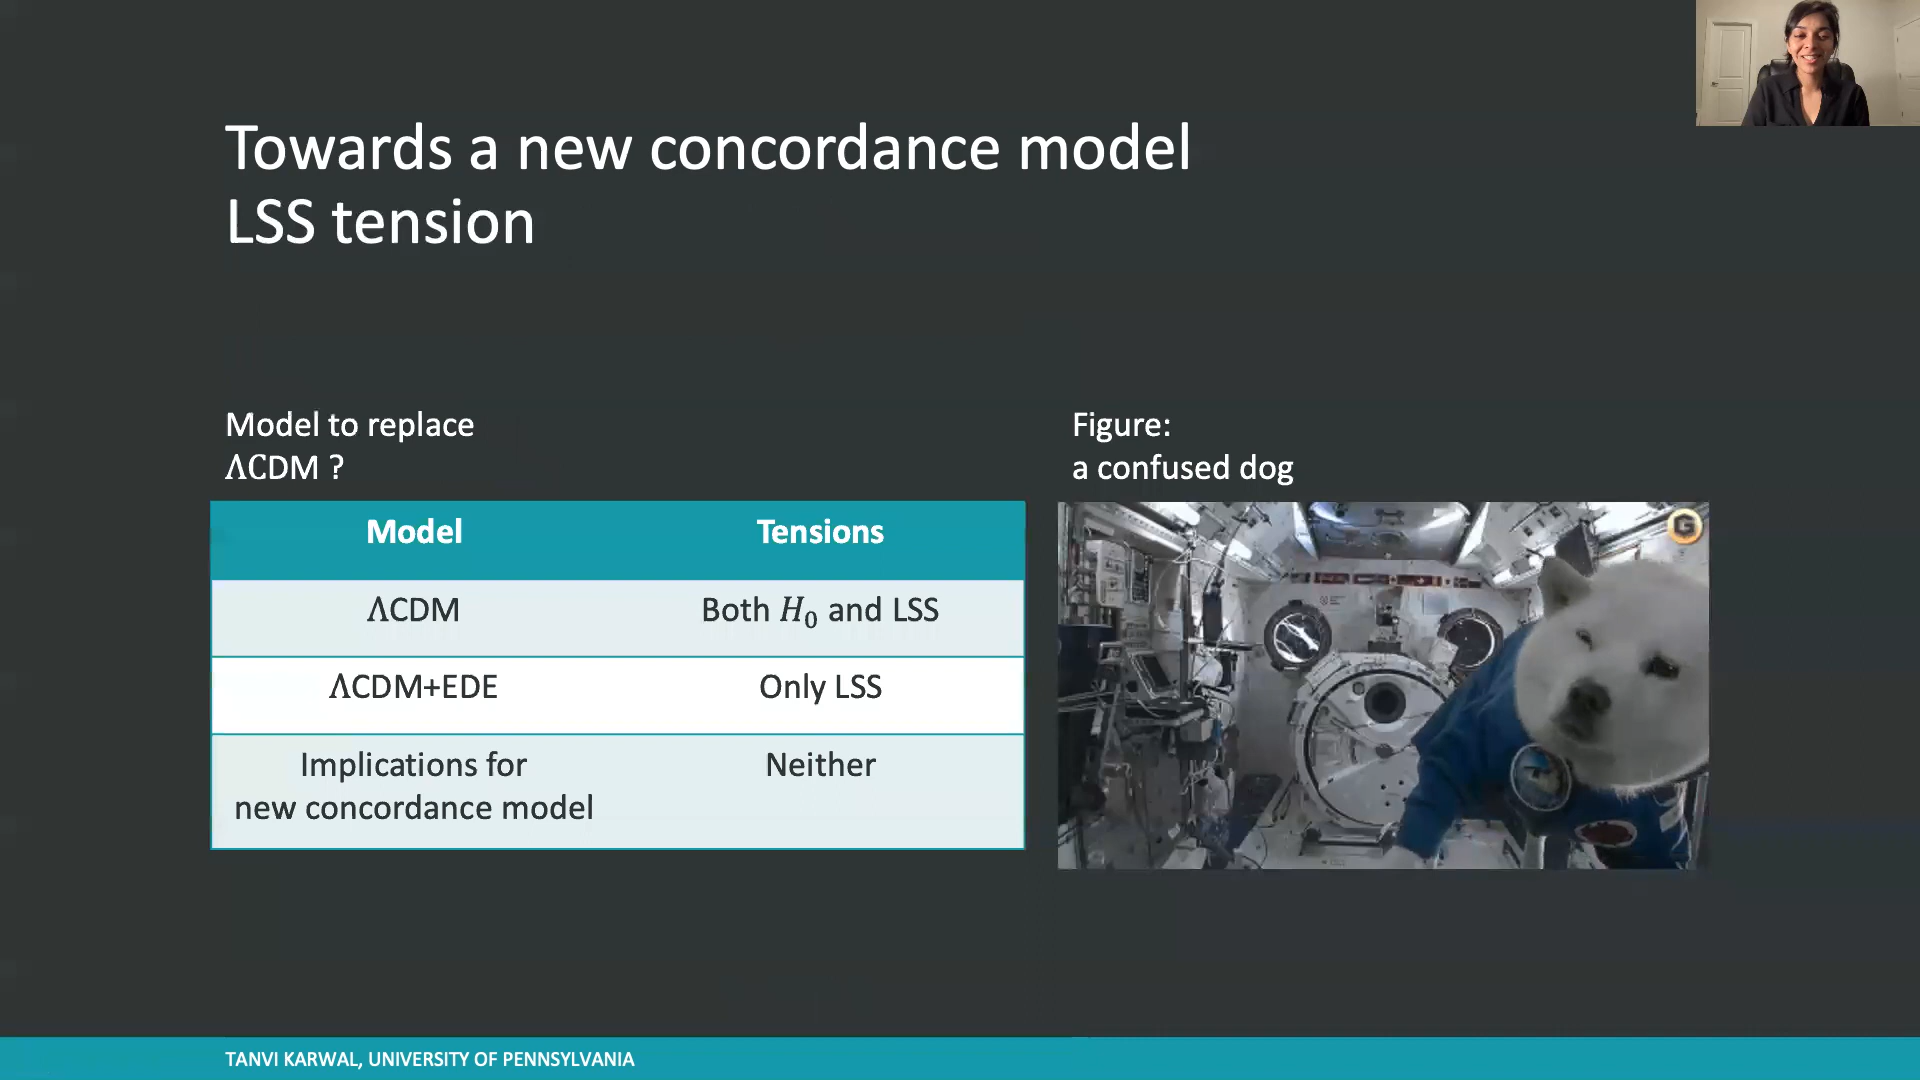 Towards a new concordance model
LSS tension
Model to replace
ΛCDM ?
Figure:
a confused dog
Model Tensions
ΛCDM Both H₀ and LSS
ΛCDM+EDE Only LSS
Implications for Neither
new concordance model
G
TANVI KARWAL, UNIVERSITY OF PENNSYLVANIA